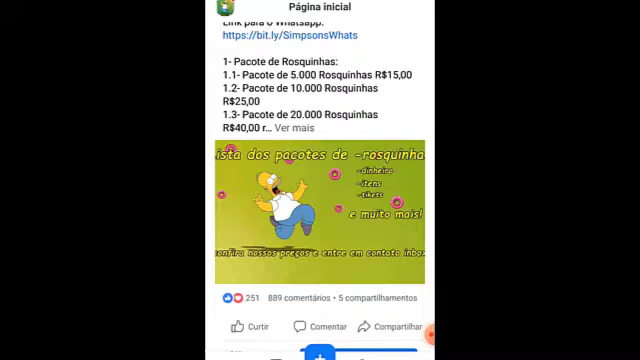 Página inicial
Link para o Whatsapp:
https://bit.ly/SimpsonsWhats
1- Pacote de Rosquinhas:
1.1- Pacote de 5.000 Rosquinhas R$15,00
1.2- Pacote de 10.000 Rosquinhas
R$25,00
1.3- Pacote de 20.000 Rosquinhas
R$40,00 r... Ver mais
ista dos pacotes de -rosquinhas
-dinheiro
-itens
-tikets
e muito mais!
confira nossos preços e entre em contato inbox
251 889 comentários • 5 compartilhamentos
Curtir Comentar Compartilhar